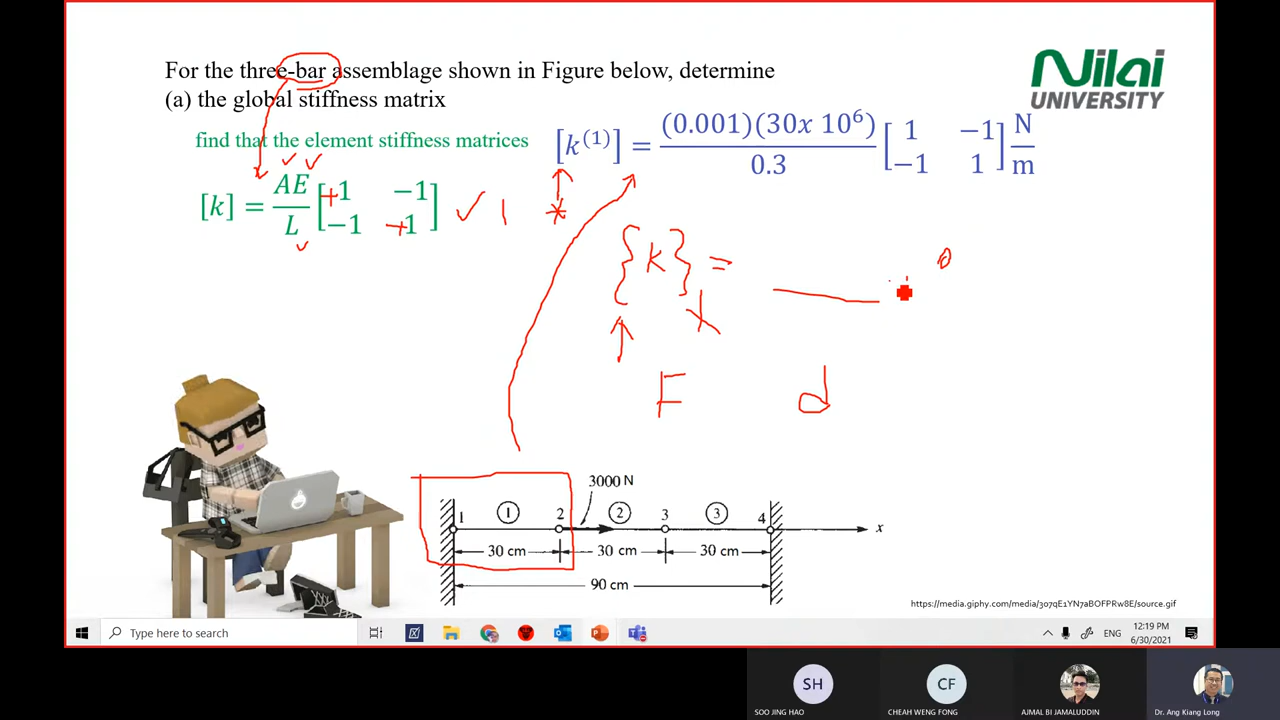 For the three-bar assemblage shown in Figure below, determine
(a) the global stiffness matrix
Nilai
UNIVERSITY
find that the element stiffness matrices
[k^(1)] = (0.001)(30x 10^6) / 0.3 [1 −1; −1 1] N/m
[k] = AE/L [+1 −1; −1 +1] ✓ 1
{k} =
F d
3000 N
1 ① 2 ② 3 ③ 4 x
30 cm 30 cm 30 cm
90 cm
https://media.giphy.com/media/3o7qE1YN7aBOFPRw8E/source.gif
Type here to search
ENG
12:19 PM
6/30/2021
SH
CF
SOO JING HAO
CHEAH WENG FONG
AJMAL BI JAMALUDDIN
Dr. Ang Kiang Long